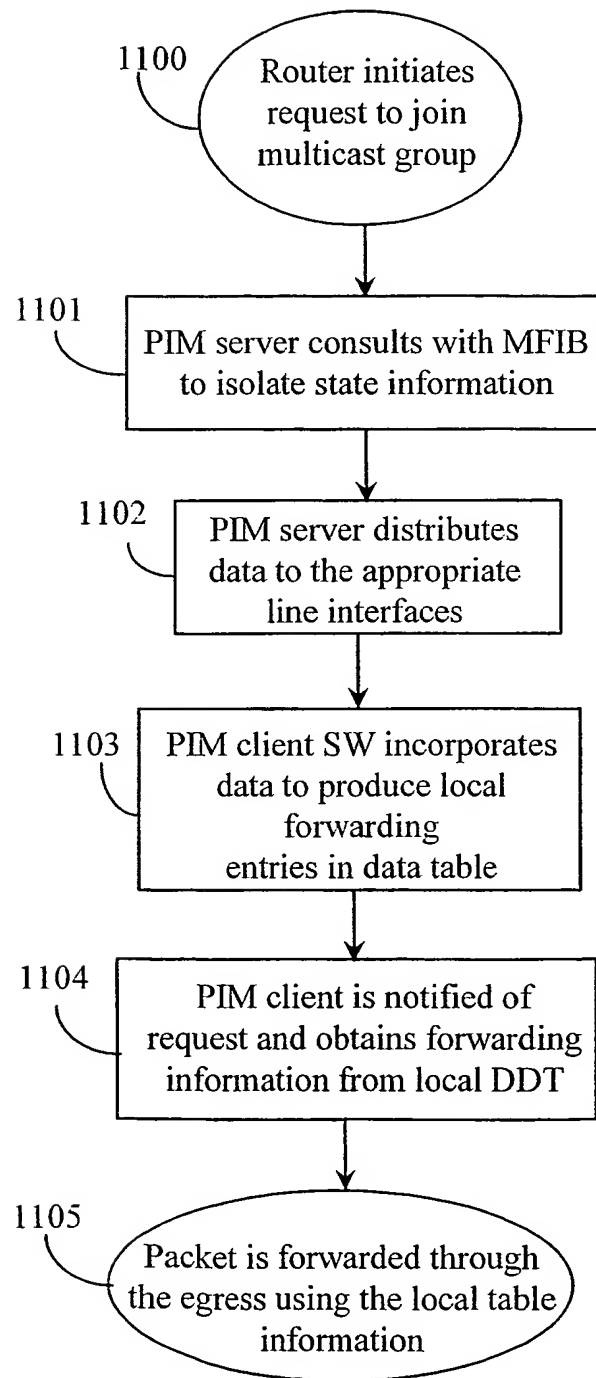 1100
Router initiates
request to join
multicast group
1101
PIM server consults with MFIB
to isolate state information
1102
PIM server distributes
data to the appropriate
line interfaces
1103
PIM client SW incorporates
data to produce local
forwarding
entries in data table
1104
PIM client is notified of
request and obtains forwarding
information from local DDT
1105
Packet is forwarded through
the egress using the local table
information